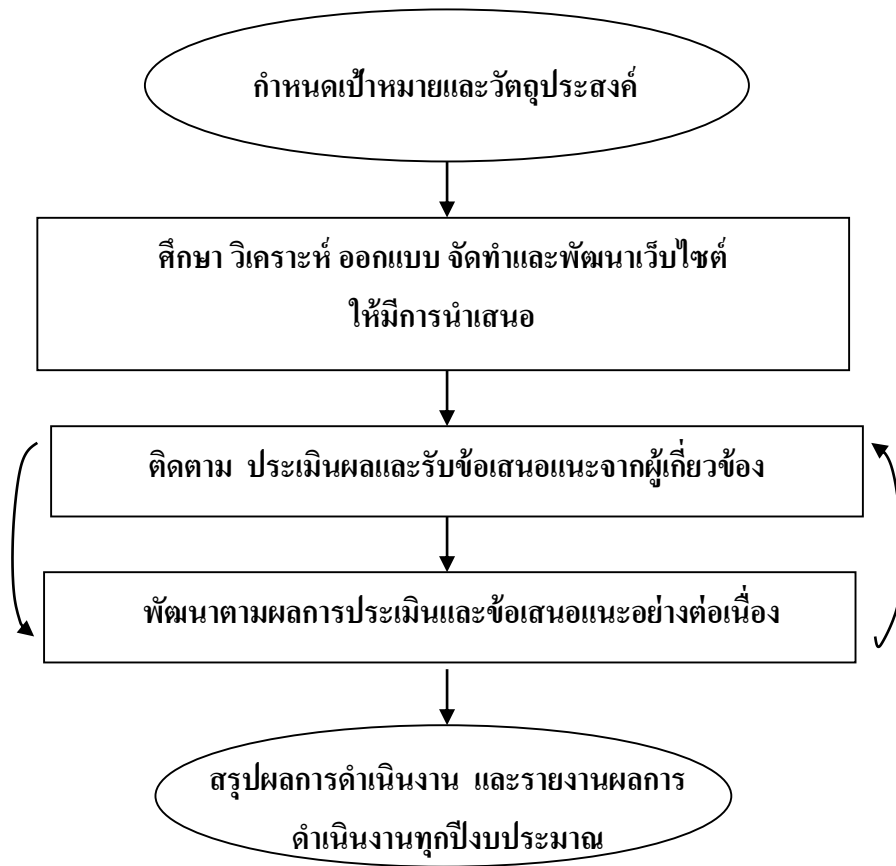 กำหนดเป้าหมายและวัตถุประสงค์
ศึกษา วิเคราะห์ ออกแบบ จัดทำและพัฒนาเว็บไซต์
ให้มีการนำเสนอ
ติดตาม ประเมินผลและรับข้อเสนอแนะจากผู้เกี่ยวข้อง
พัฒนาตามผลการประเมินและข้อเสนอแนะอย่างต่อเนื่อง
สรุปผลการดำเนินงาน และรายงานผลการ
ดำเนินงานทุกปีงบประมาณ